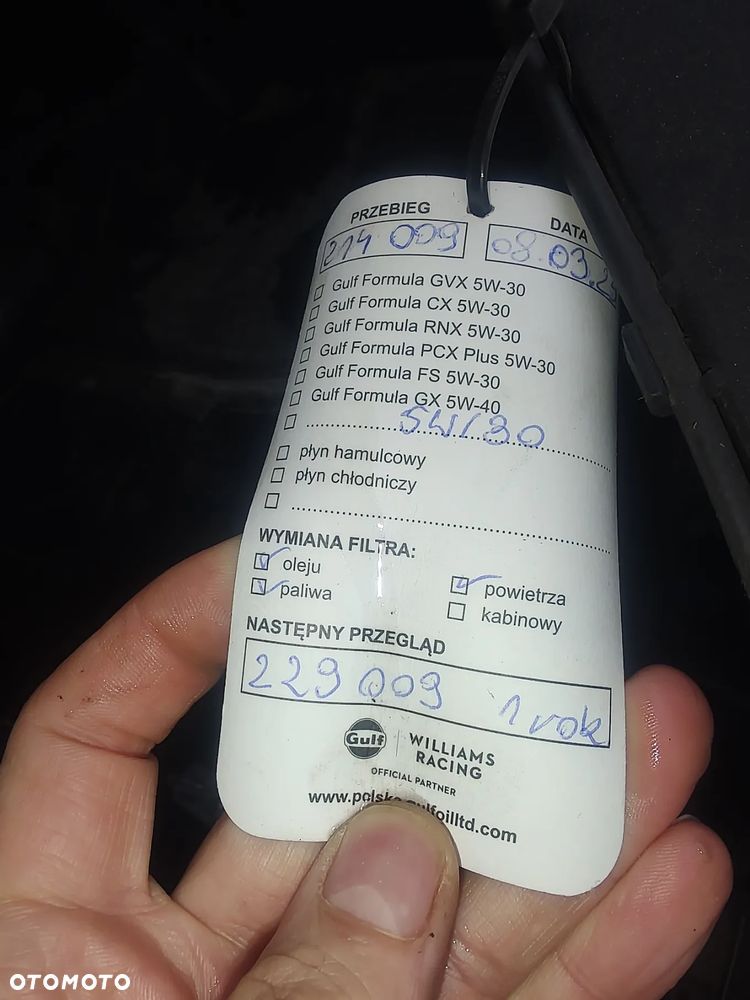 PRZEBIEG DATA
214 009 08.03.2
Gulf Formula GVX 5W-30
Gulf Formula CX 5W-30
Gulf Formula RNX 5W-30
Gulf Formula PCX Plus 5W-30
Gulf Formula FS 5W-30
Gulf Formula GX 5W-40
5W/30
płyn hamulcowy
płyn chłodniczy
WYMIANA FILTRA:
oleju powietrza
paliwa kabinowy
NASTĘPNY PRZEGLĄD
229 009 1 rok
Gulf
WILLIAMS
RACING
OFFICIAL PARTNER
OTOMOTO